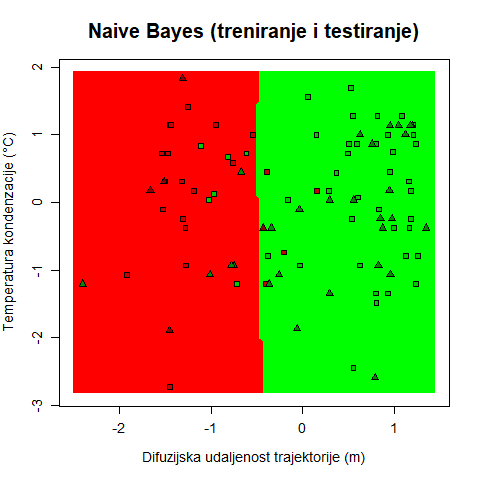 Naive Bayes (treniranje i testiranje)
Temperatura kondenzacije (°C)
2
1
0
-1
-2
-3
-2 -1 0 1
Difuzijska udaljenost trajektorije (m)